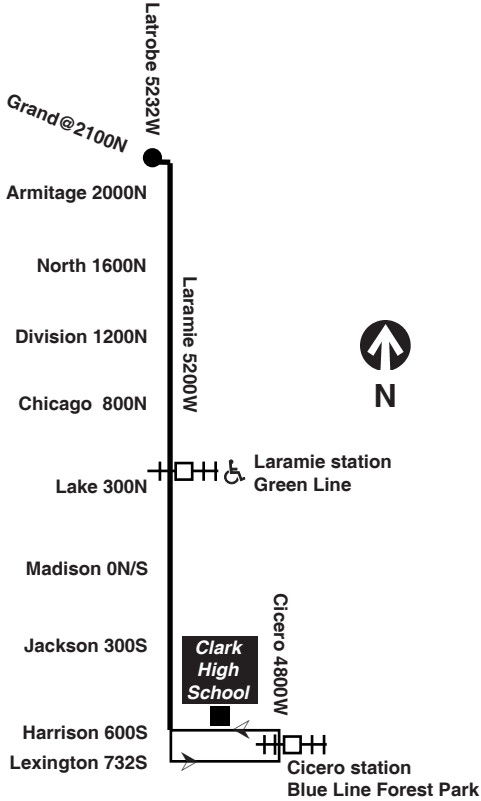 Latrobe 5232W
Grand@2100N
Armitage 2000N
North 1600N
Laramie 5200W
Division 1200N
N
Chicago 800N
Laramie station
Green Line
Lake 300N
Madison 0N/S
Cicero 4800W
Jackson 300S
Clark
High
School
Harrison 600S
Lexington 732S
Cicero station
Blue Line Forest Park